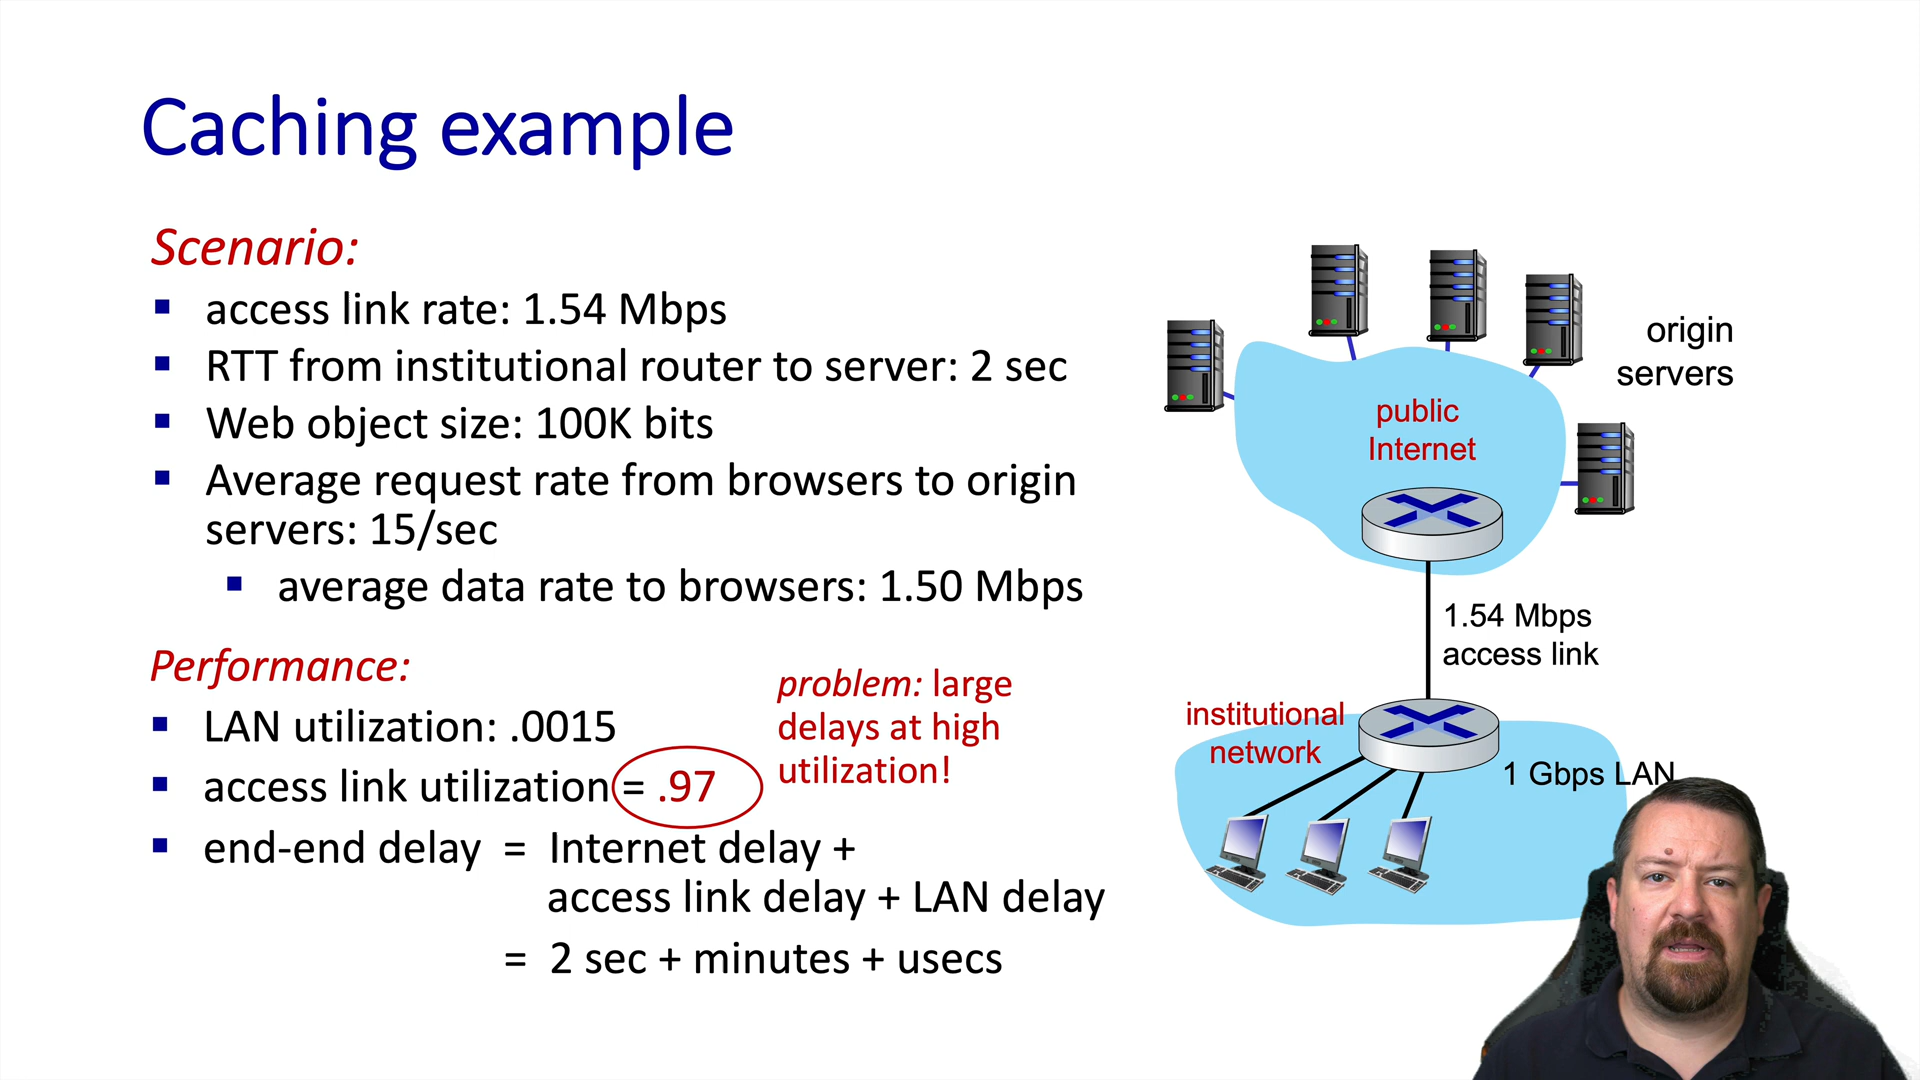 Caching example
Scenario:
access link rate: 1.54 Mbps
RTT from institutional router to server: 2 sec
Web object size: 100K bits
Average request rate from browsers to origin
servers: 15/sec
average data rate to browsers: 1.50 Mbps
Performance:
LAN utilization: .0015
access link utilization = .97
problem: large
delays at high
utilization!
end-end delay = Internet delay +
access link delay + LAN delay
= 2 sec + minutes + usecs
origin
servers
public
Internet
1.54 Mbps
access link
institutional
network
1 Gbps LAN